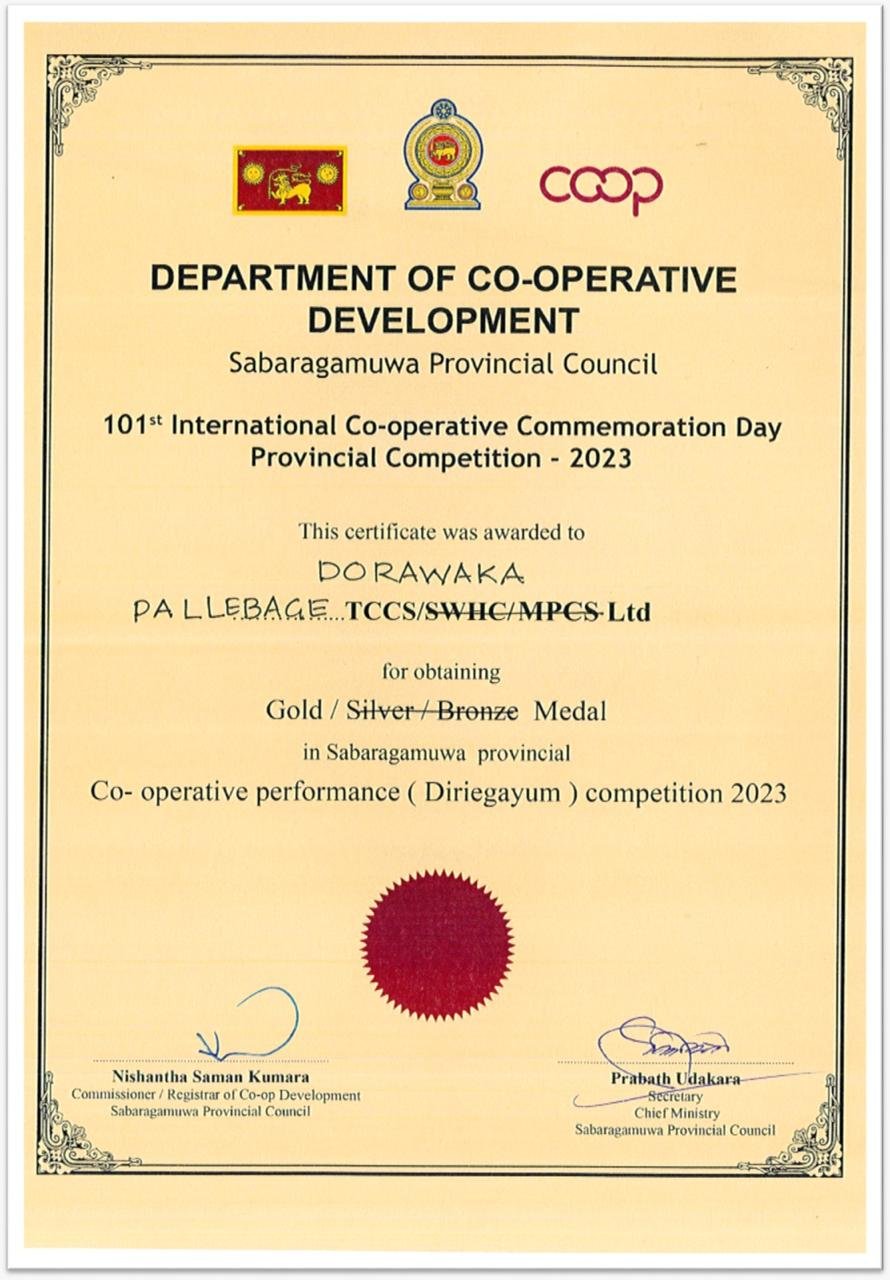 coop
DEPARTMENT OF CO-OPERATIVE
DEVELOPMENT
Sabaragamuwa Provincial Council
101st International Co-operative Commemoration Day
Provincial Competition - 2023
This certificate was awarded to
DORAWAKA
PALLEBAGE...TCCS/SWHC/MPCS Ltd
for obtaining
Gold / Silver / Bronze Medal
in Sabaragamuwa provincial
Co- operative performance ( Diriegayum ) competition 2023
Nishantha Saman Kumara
Commissioner / Registrar of Co-op Development
Sabaragamuwa Provincial Council
Prabath Udakara
Secretary
Chief Ministry
Sabaragamuwa Provincial Council